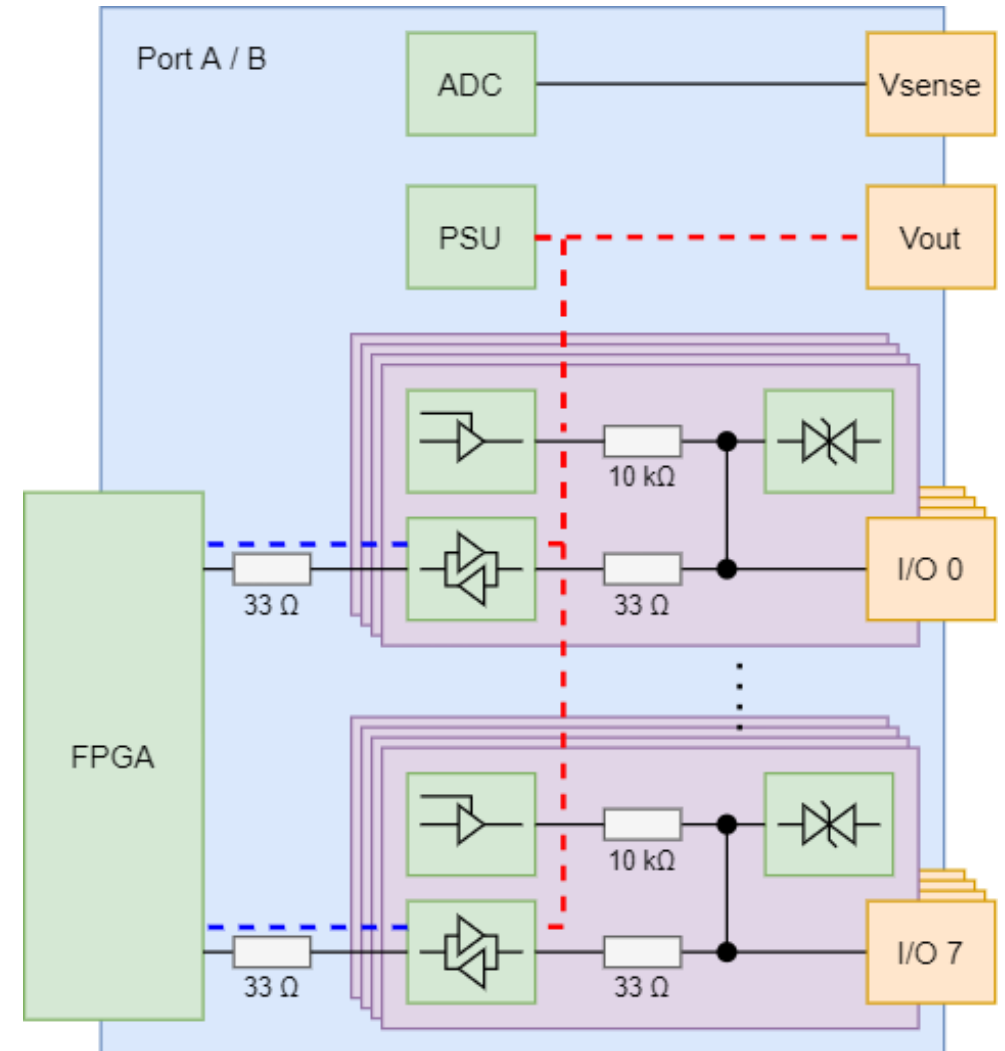 Port A / B
ADC
Vsense
PSU
Vout
10 kΩ
33 Ω
33 Ω
I/O 0
FPGA
10 kΩ
33 Ω
33 Ω
I/O 7